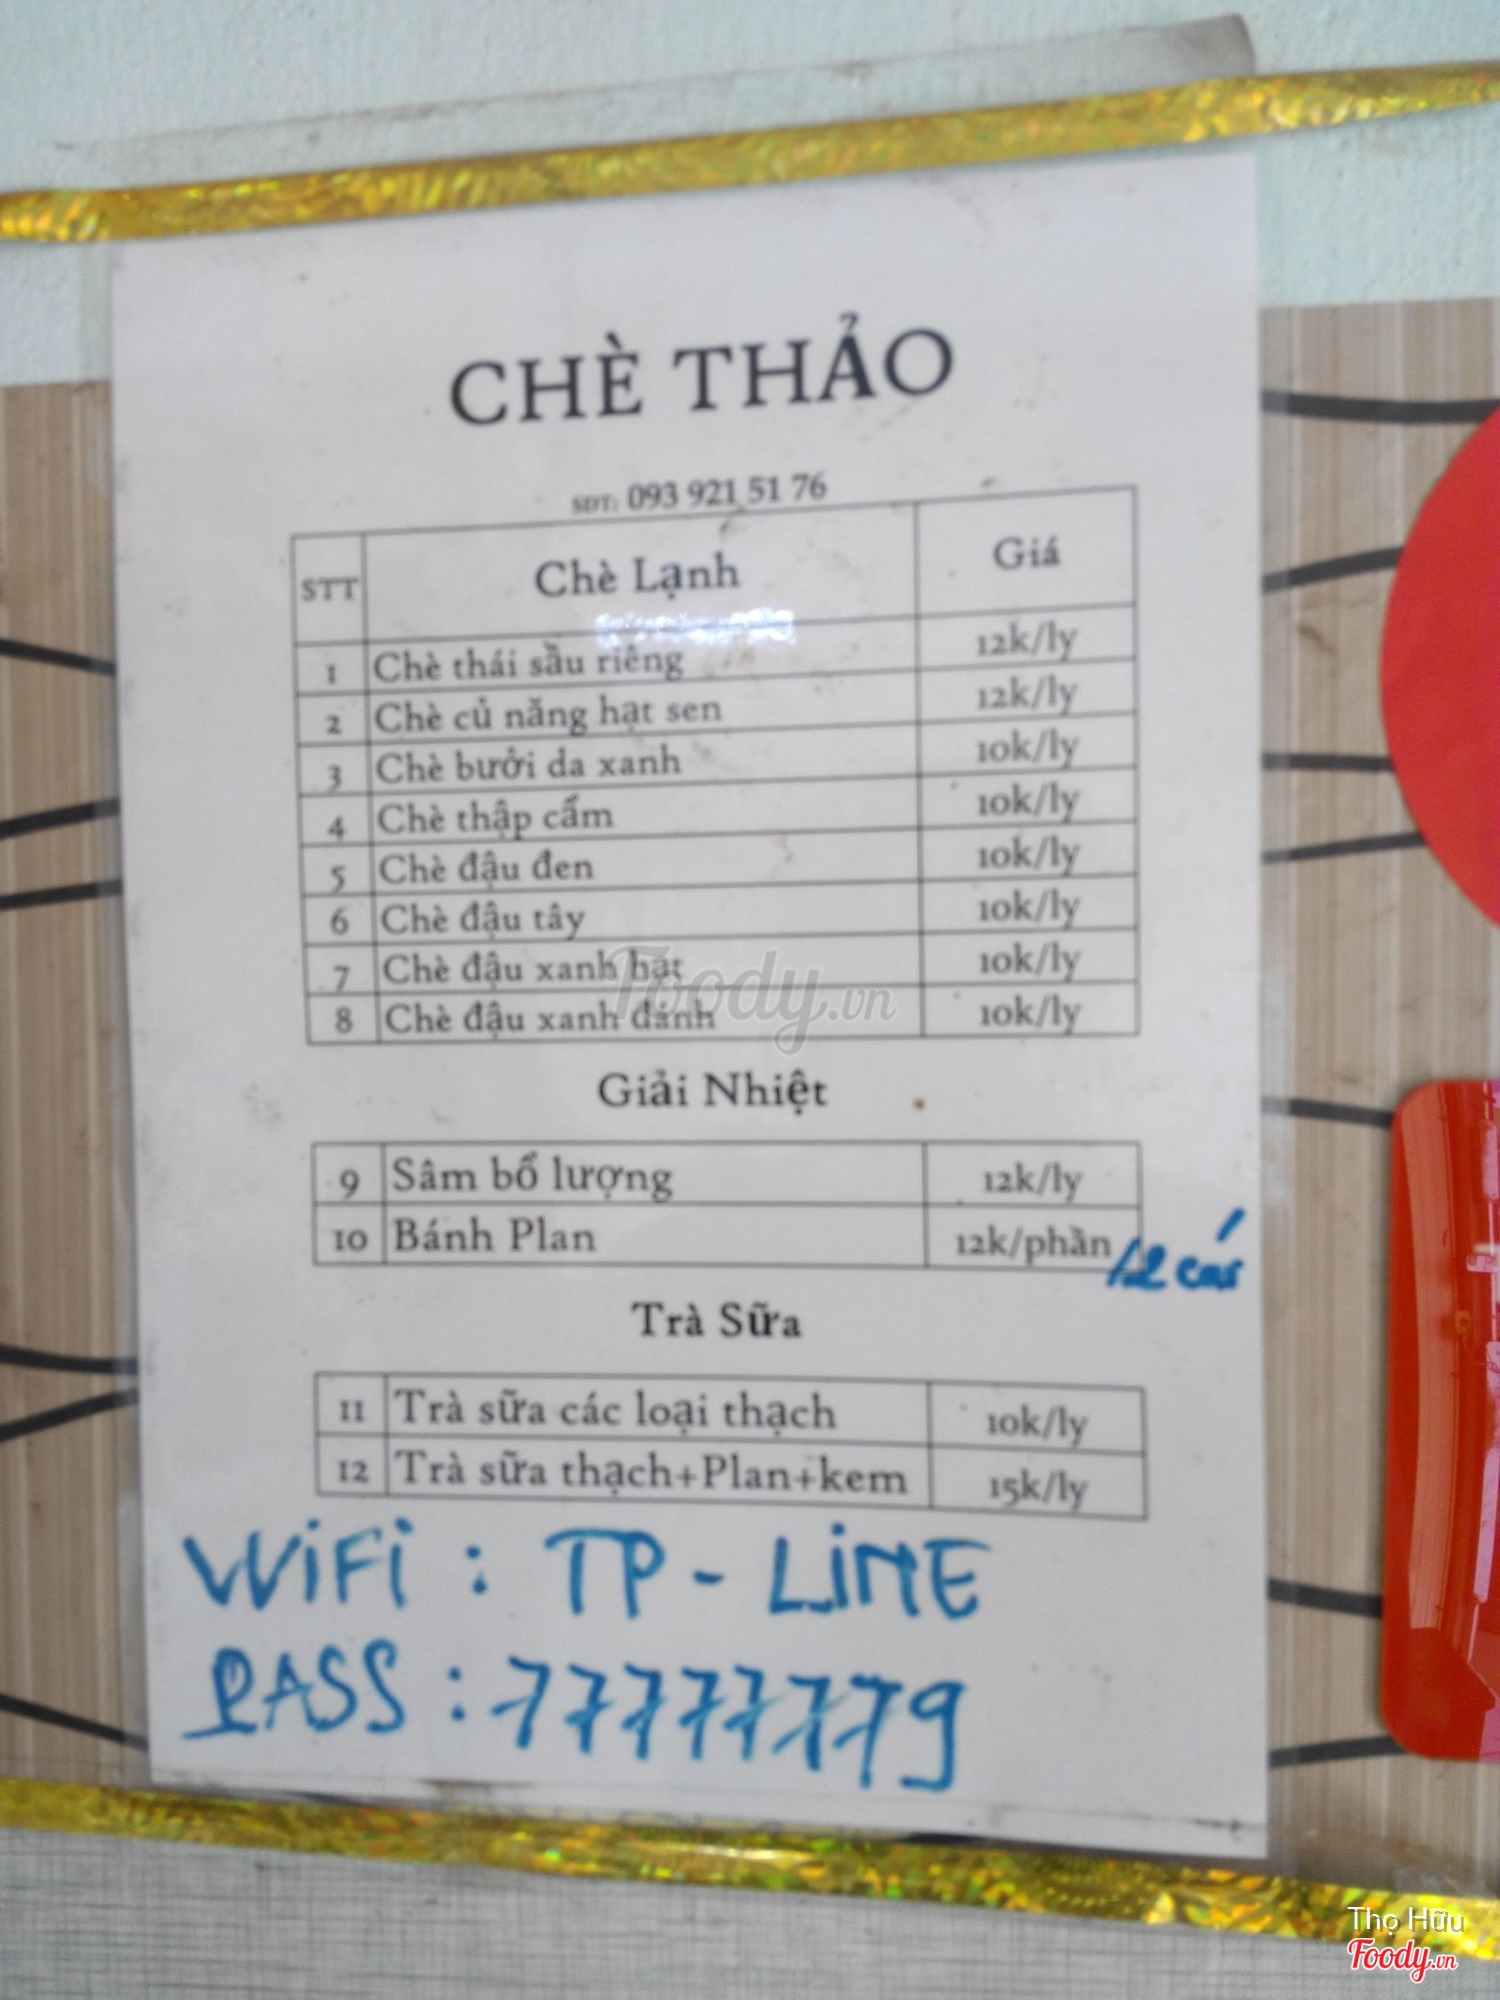 CHÈ THẢO
SĐT: 093 921 51 76
STT Chè Lạnh Giá
1 Chè thái sầu riêng 12k/ly
2 Chè củ năng hạt sen 12k/ly
3 Chè bưởi da xanh 10k/ly
4 Chè thập cẩm 10k/ly
5 Chè đậu đen 10k/ly
6 Chè đậu tây 10k/ly
7 Chè đậu xanh hạt 10k/ly
8 Chè đậu xanh đánh 10k/ly
Foody.vn
Giải Nhiệt
9 Sâm bổ lượng 12k/ly
10 Bánh Plan 12k/phần /2 cái
Trà Sữa
11 Trà sữa các loại thạch 10k/ly
12 Trà sữa thạch+Plan+kem 15k/ly
WiFi : TP - LiNE
PASS : 77777779
Thọ Hữu
Foody.vn